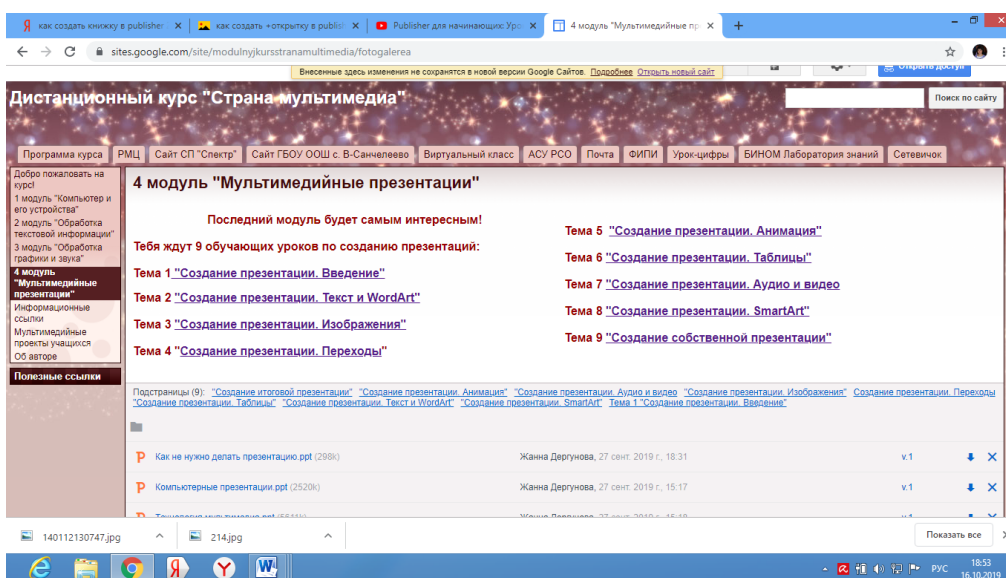 как создать книжку в publisher
как создать +открытку в publish
Publisher для начинающих: Уро
4 модуль "Мультимедийные пр
sites.google.com/site/modulnyjkursstranamultimedia/fotogalerea
Внесенные здесь изменения не сохранятся в новой версии Google Сайтов. Подробнее Открыть новый сайт
Открыть доступ
Дистанционный курс "Страна мультимедиа"
Поиск по сайту
Программа курса
РМЦ
Сайт СП "Спектр"
Сайт ГБОУ ООШ с. В-Санчелеево
Виртуальный класс
АСУ РСО
Почта
ФИПИ
Урок-цифры
БИНОМ Лаборатория знаний
Сетевичок
Добро пожаловать на
курс!
1 модуль "Компьютер и
его устройства"
2 модуль "Обработка
текстовой информации"
3 модуль "Обработка
графики и звука"
4 модуль
"Мультимедийные
презентации"
Информационные
ссылки
Мультимедийные
проекты учащихся
Об авторе
Полезные ссылки
4 модуль "Мультимедийные презентации"
Последний модуль будет самым интересным!
Тебя ждут 9 обучающих уроков по созданию презентаций:
Тема 1 "Создание презентации. Введение"
Тема 2 "Создание презентации. Текст и WordArt"
Тема 3 "Создание презентации. Изображения"
Тема 4 "Создание презентации. Переходы"
Тема 5 "Создание презентации. Анимация"
Тема 6 "Создание презентации. Таблицы"
Тема 7 "Создание презентации. Аудио и видео
Тема 8 "Создание презентации. SmartArt"
Тема 9 "Создание собственной презентации"
Подстраницы (9): "Создание итоговой презентации" "Создание презентации. Анимация" "Создание презентации. Аудио и видео "Создание презентации. Изображения" Создание презентации. Переходы
"Создание презентации. Таблицы" "Создание презентации. Текст и WordArt" "Создание презентации. SmartArt" Тема 1 "Создание презентации. Введение"
Как не нужно делать презентацию.ppt (298k) Жанна Дергунова, 27 сент. 2019 г., 18:31 v.1
Компьютерные презентации.ppt (2520k) Жанна Дергунова, 27 сент. 2019 г., 15:17 v.1
140112130747.jpg
214.jpg
Показать все
РУС
18:53
16.10.2019